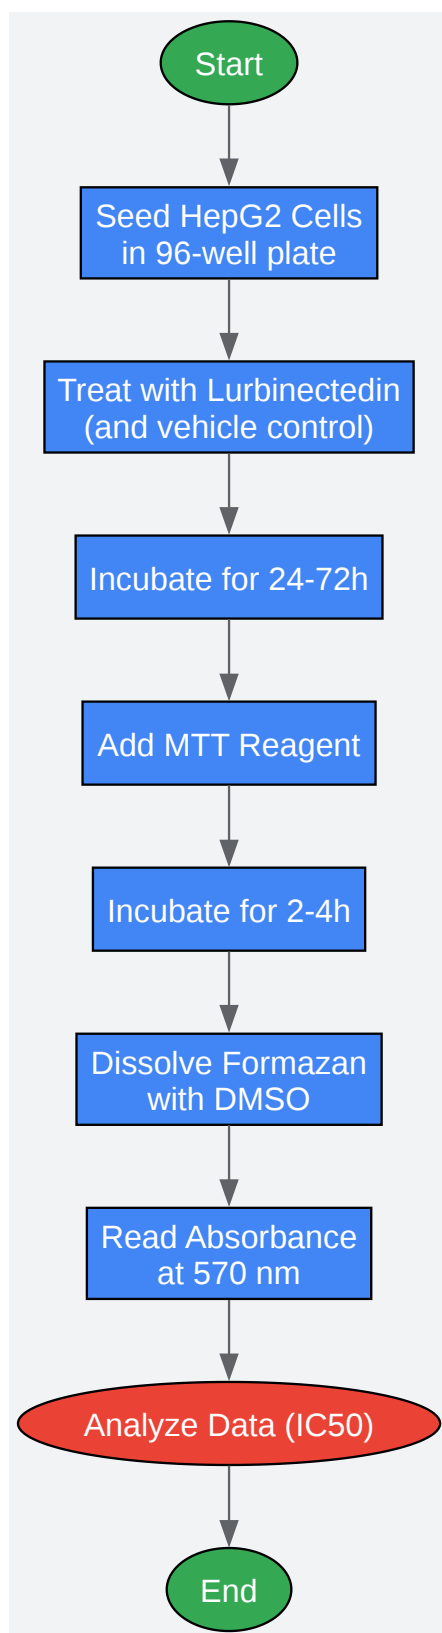 Start
Seed HepG2 Cells
in 96-well plate
Treat with Lurbinectedin
(and vehicle control)
Incubate for 24-72h
Add MTT Reagent
Incubate for 2-4h
Dissolve Formazan
with DMSO
Read Absorbance
at 570 nm
Analyze Data (IC50)
End